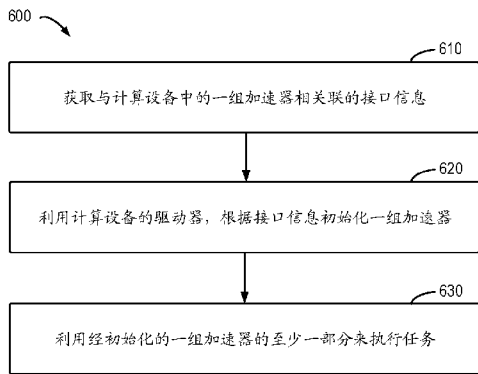 600
610
获取与计算设备中的一组加速器相关联的接口信息
620
利用计算设备的驱动器，根据接口信息初始化一组加速器
630
利用经初始化的一组加速器的至少一部分来执行任务